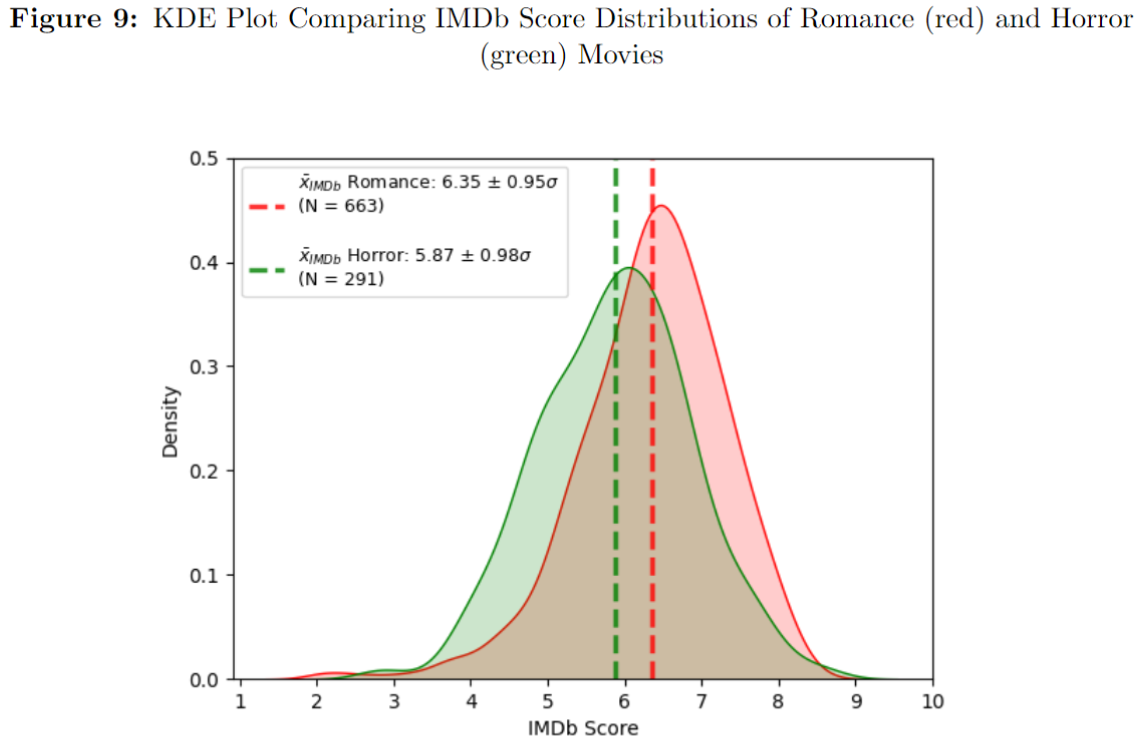 Figure 9: KDE Plot Comparing IMDb Score Distributions of Romance (red) and Horror
(green) Movies
0.5
x̄IMDb Romance: 6.35 ± 0.95σ
(N = 663)
x̄IMDb Horror: 5.87 ± 0.98σ
(N = 291)
0.4
0.3
0.2
0.1
0.0
Density
1 2 3 4 5 6 7 8 9 10
IMDb Score